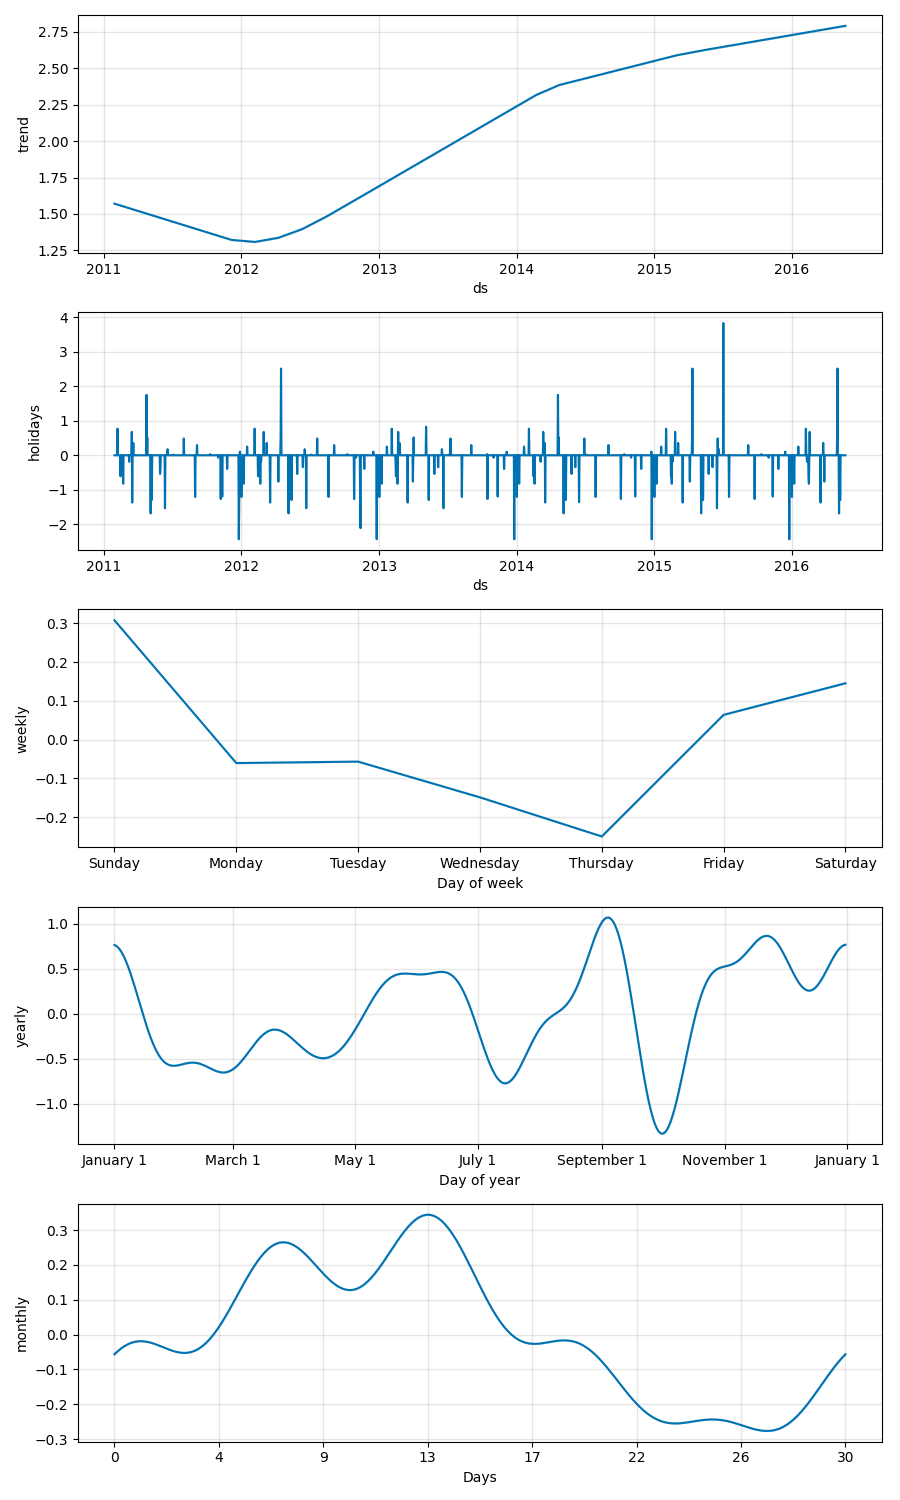 trend
2.75
2.50
2.25
2.00
1.75
1.50
1.25
2011 2012 2013 2014 2015 2016
ds
holidays
4
3
2
1
0
−1
−2
2011 2012 2013 2014 2015 2016
ds
weekly
0.3
0.2
0.1
0.0
−0.1
−0.2
Sunday Monday Tuesday Wednesday Thursday Friday Saturday
Day of week
yearly
1.0
0.5
0.0
−0.5
−1.0
January 1 March 1 May 1 July 1 September 1 November 1 January 1
Day of year
monthly
0.3
0.2
0.1
0.0
−0.1
−0.2
−0.3
0 4 9 13 17 22 26 30
Days